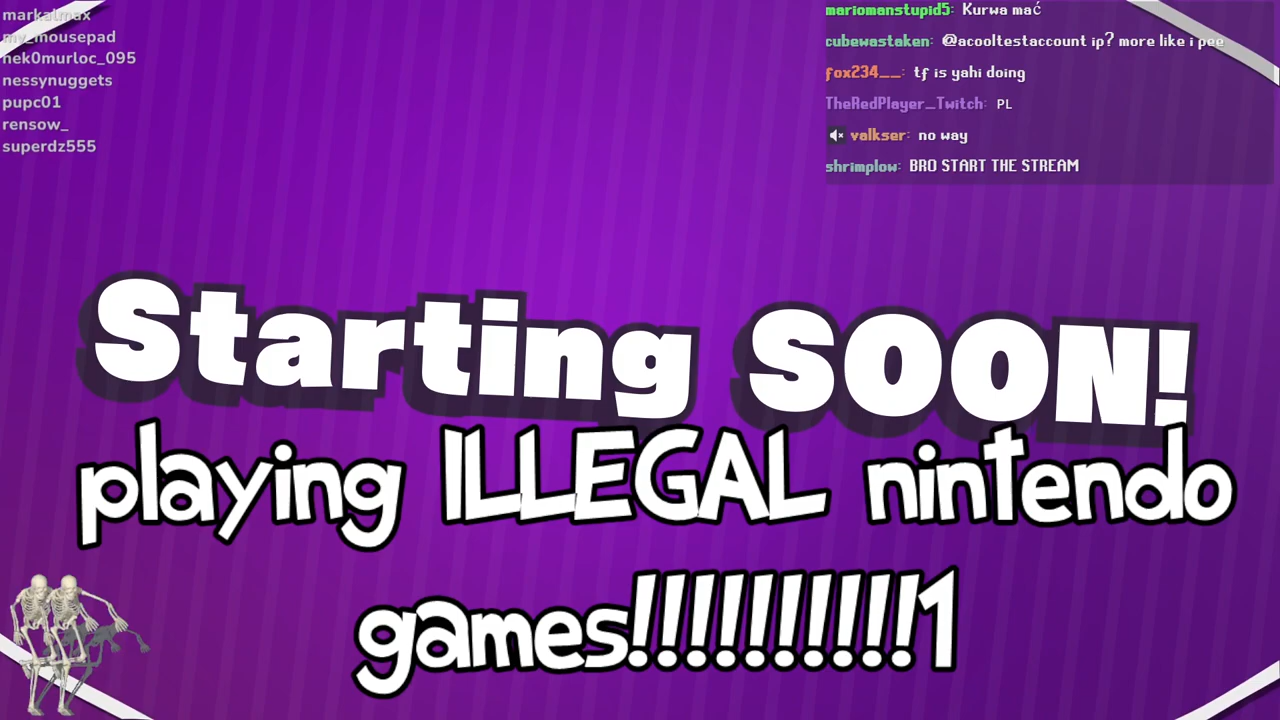 markalmax
my_mousepad
nek0murloc_095
nessynuggets
pupc01
rensow_
superdz555
mariomanstupid5: Kurwa mać
cubewastaken: @acooltestaccount ip? more like i pee
fox234__: tf is yahi doing
TheRedPlayer_Twitch: PL
valkser: no way
shrimplow: BRO START THE STREAM
Starting SOON!
playing ILLEGAL nintendo
games!!!!!!!!!!1